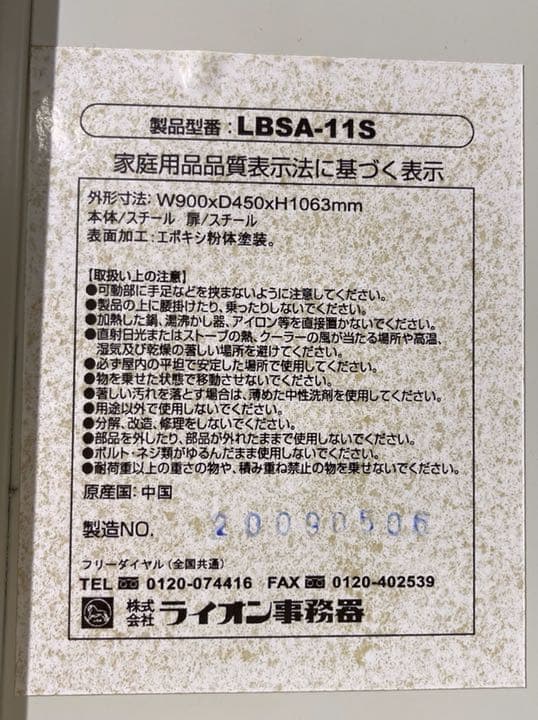 製品型番：LBSA-11S
家庭用品品質表示法に基づく表示
外形寸法：W900xD450xH1063mm
本体/スチール 扉/スチール
表面加工：エポキシ粉体塗装。
【取扱い上の注意】
●可動部に手足などを挟まないように注意してください。
●製品の上に腰掛けたり、乗ったりしないでください。
●加熱した鍋、湯沸かし器、アイロン等を直接置かないでください。
●直射日光またはストーブの熱、クーラーの風が当たる場所や高温、
湿気及び乾燥の著しい場所を避けてください。
●必ず屋内の平坦で安定した場所で使用してください。
●物を乗せた状態で移動させないでください。
●著しい汚れを落とす場合は、薄めた中性洗剤を使用してください。
●用途以外で使用しないでください。
●分解、改造、修理をしないでください。
●部品を外したり、部品が外れたままで使用しないでください。
●ボルト・ネジ類がゆるんだまま使用しないでください。
●耐荷重以上の重さの物や、積み重ね禁止の物を乗せないでください。
原産国：中国
製造NO. 20090506
フリーダイヤル（全国共通）
TEL 0120-074416 FAX 0120-402539
株式会社 ライオン事務器